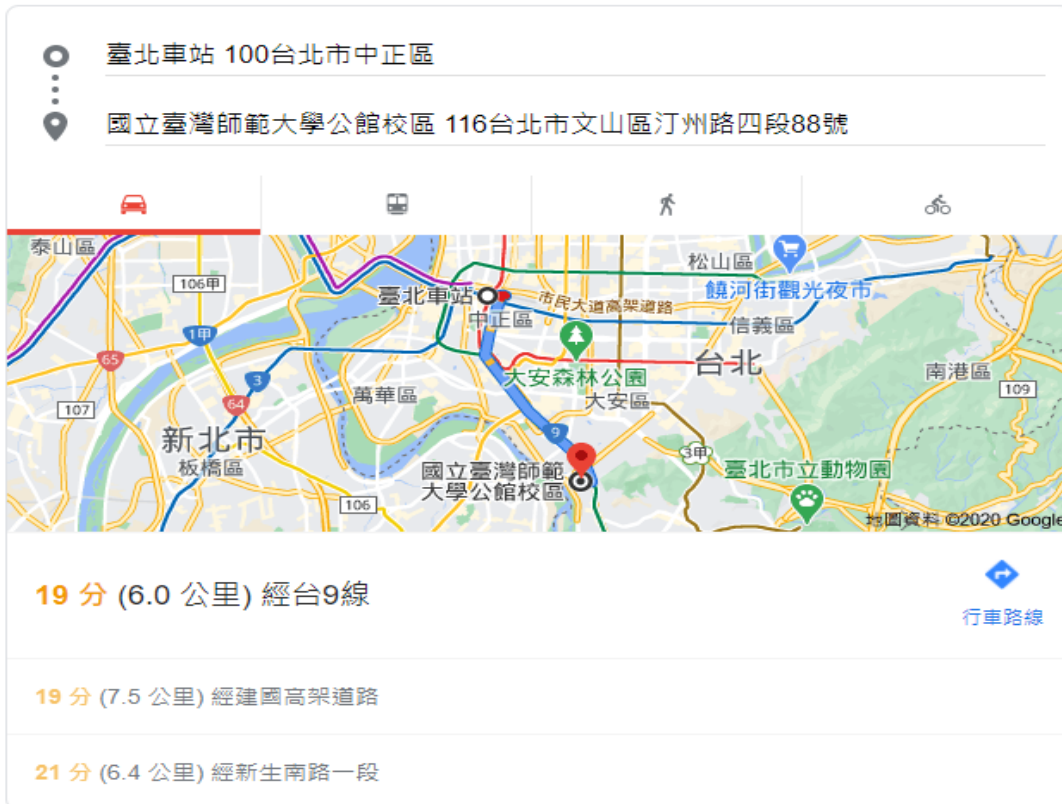 臺北車站 100台北市中正區
國立臺灣師範大學公館校區 116台北市文山區汀州路四段88號
泰山區
松山區
106甲
臺北車站
饒河街觀光夜市
市民大道高架道路
中正區
信義區
1甲
65
台北
3
大安森林公園
南港區
109
萬華區
大安區
64
107
9
新北市
3甲
板橋區
國立臺灣師範
大學公館校區
臺北市立動物園
106
地圖資料 ©2020 Google
19 分 (6.0 公里) 經台9線
行車路線
19 分 (7.5 公里) 經建國高架道路
21 分 (6.4 公里) 經新生南路一段